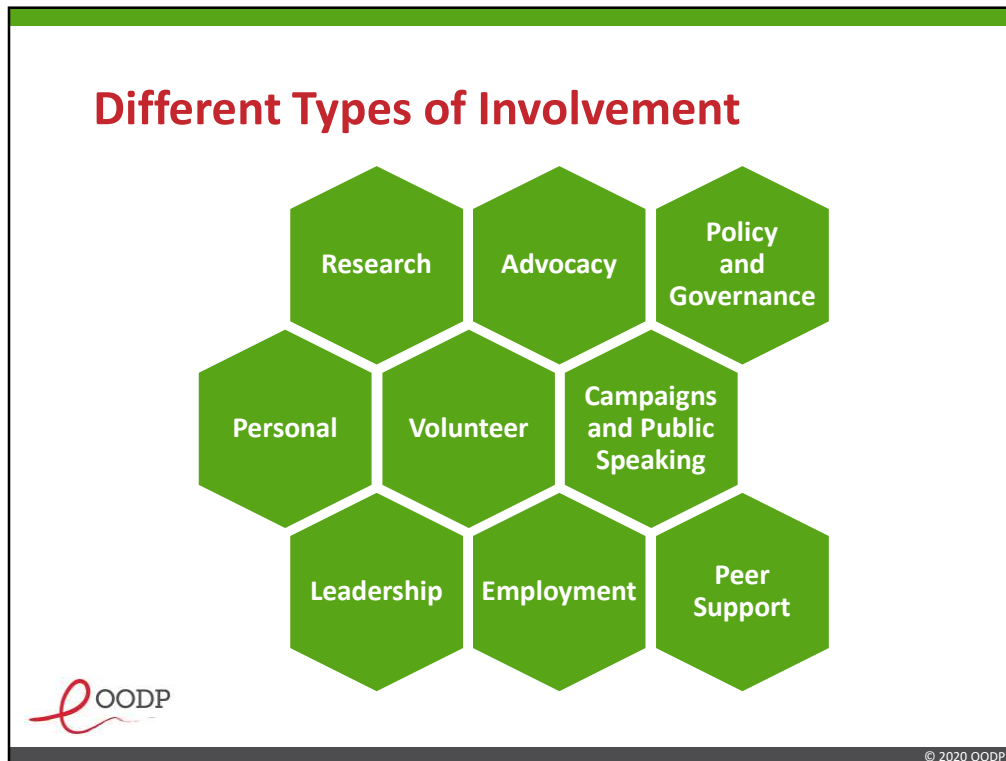 Different Types of Involvement
Research
Advocacy
Policy
and
Governance
Personal
Volunteer
Campaigns
and Public
Speaking
Leadership
Employment
Peer
Support
OODP
© 2020 OODP